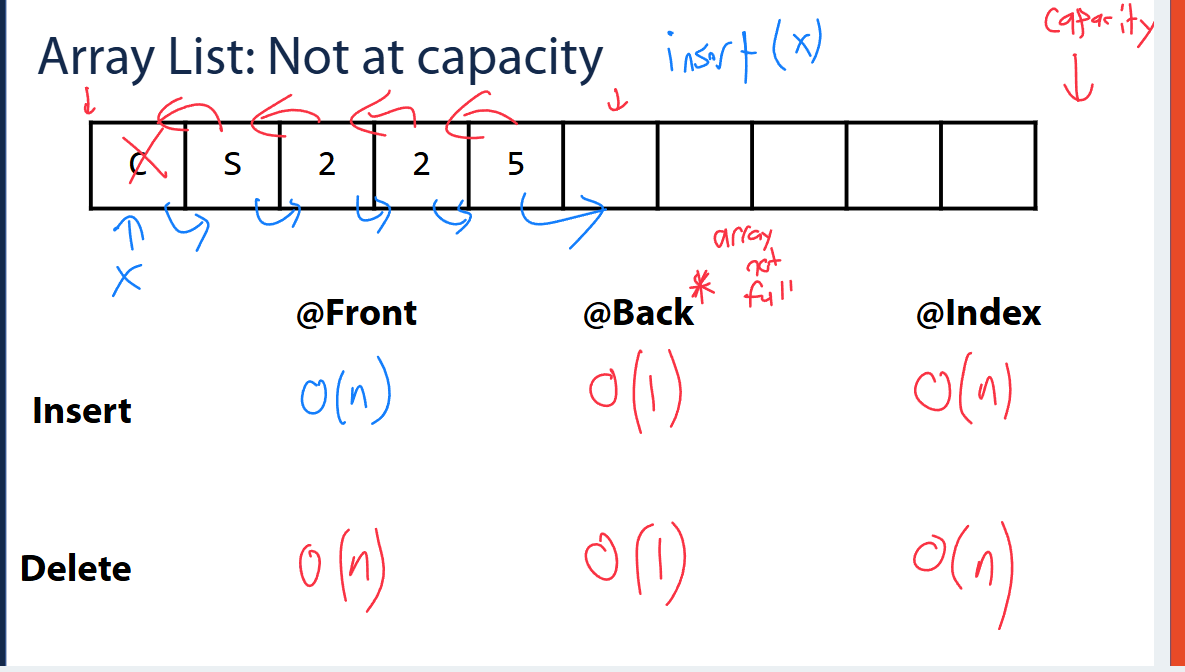 Array List: Not at capacity insert (x)
capacity
C S 2 2 5
x
array
not
full
@Front @Back * @Index
Insert O(n) O(1) O(n)
Delete O(n) O(1) O(n)